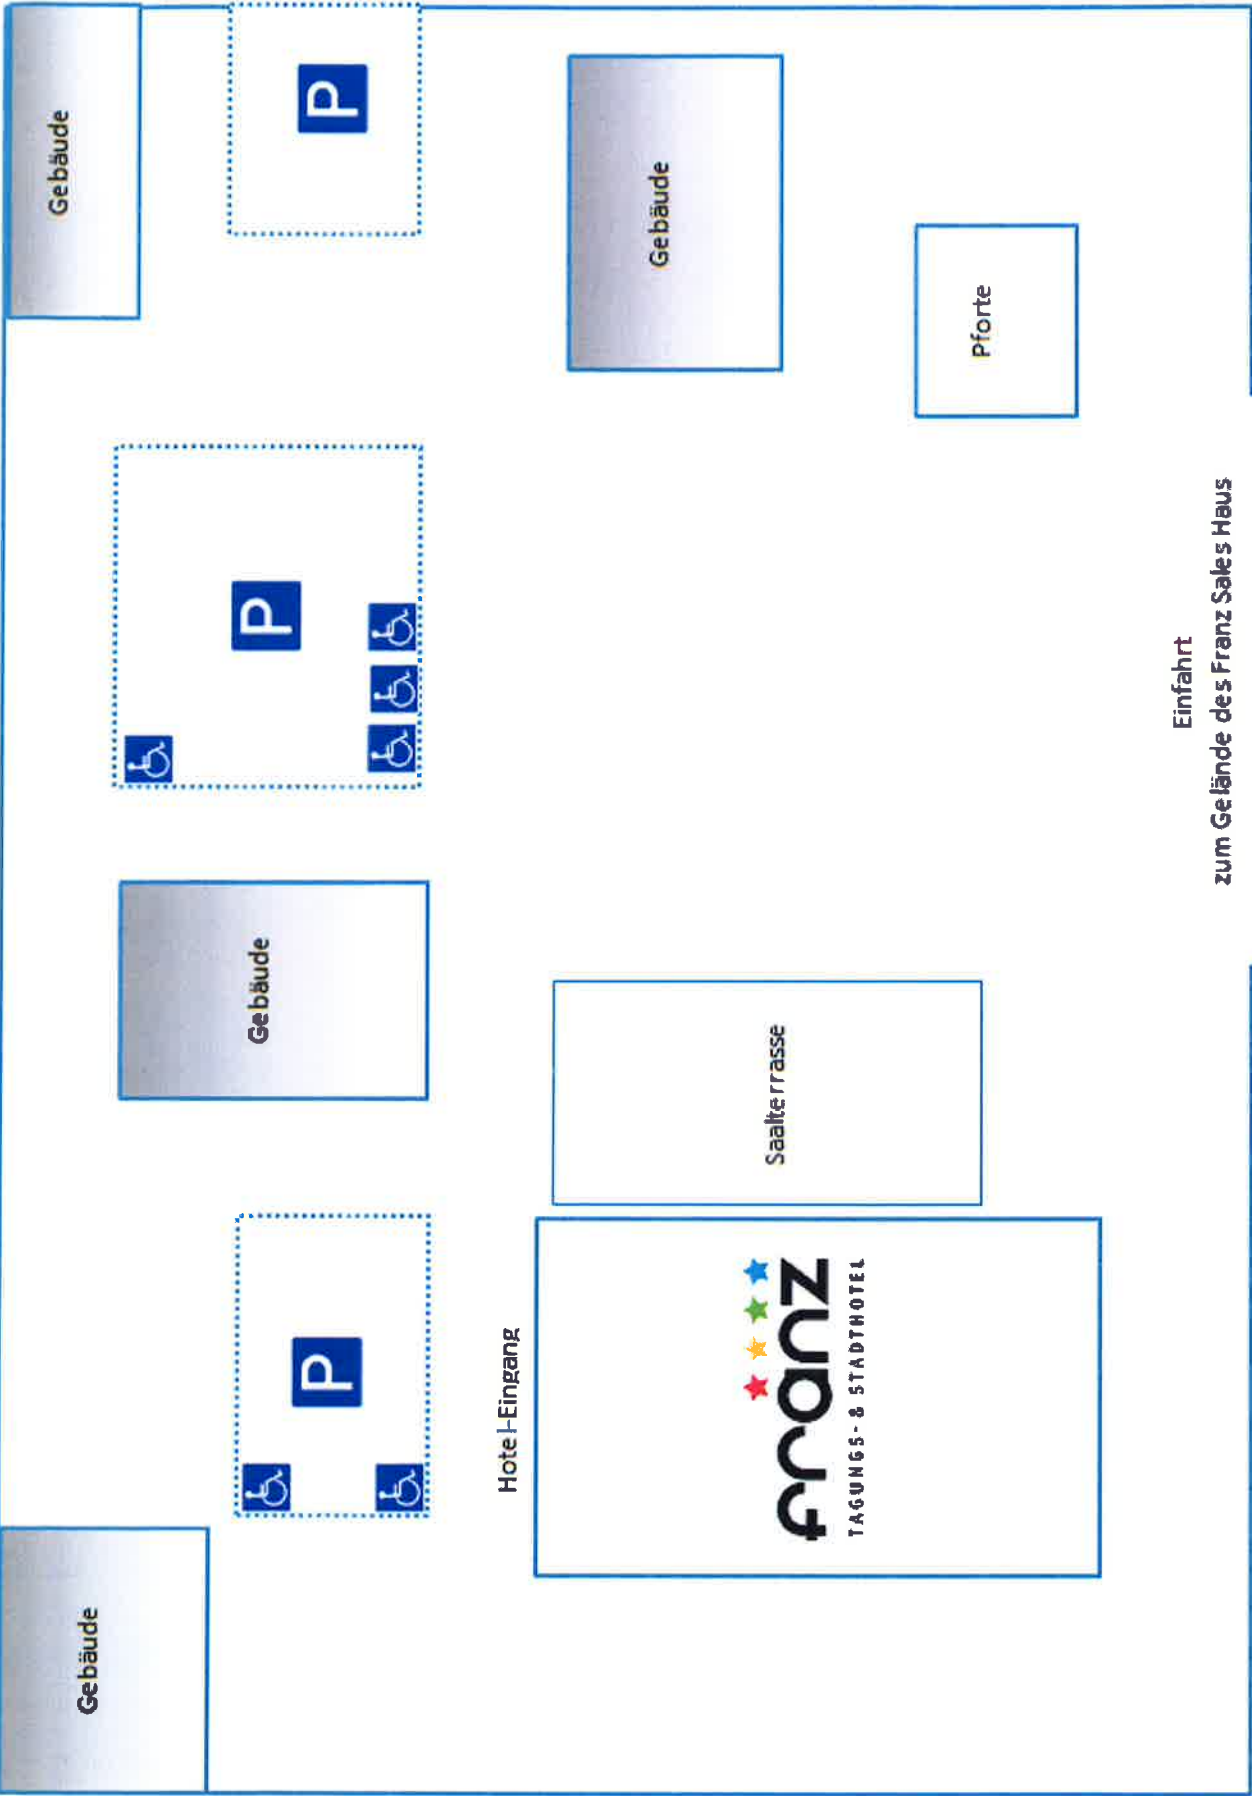 Gebäude
P
Gebäude
Gebäude
P
P
Hotel-Eingang
Saalterrasse
Gebäude
franz
TAGUNGS- & STADTHOTEL
Pforte
Einfahrt
zum Gelände des Franz Sales Haus